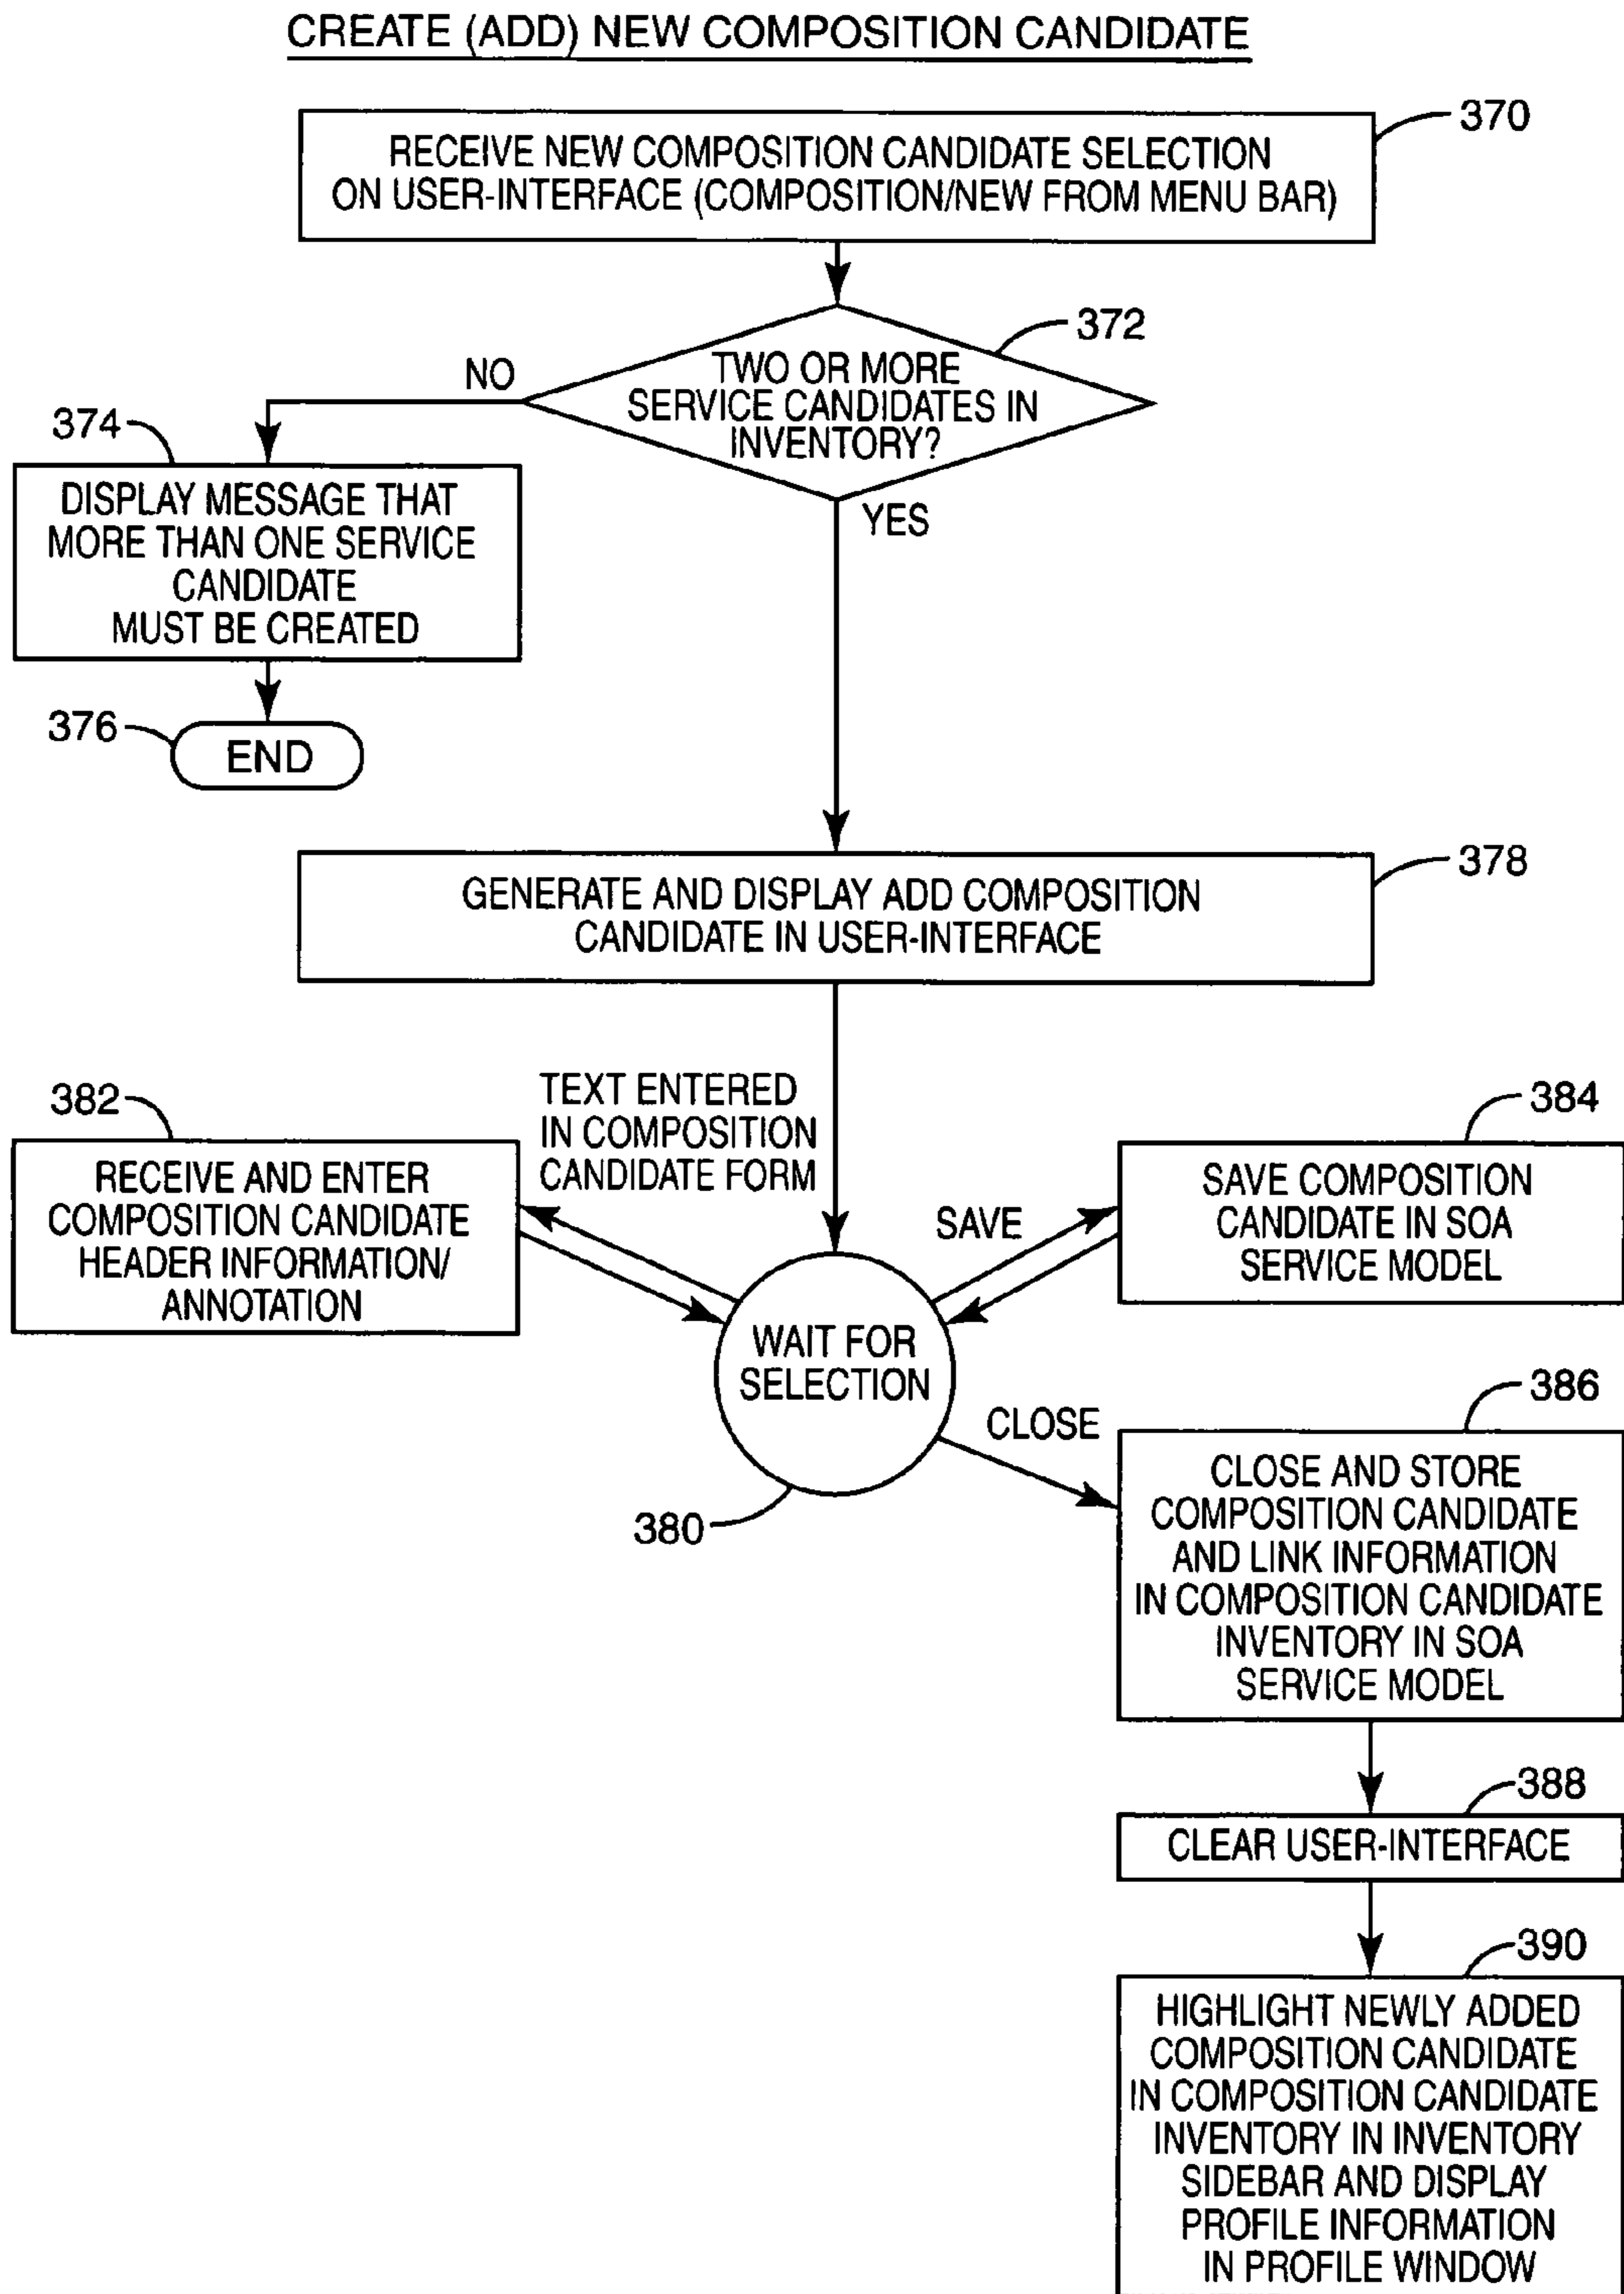 CREATE (ADD) NEW COMPOSITION CANDIDATE
370
RECEIVE NEW COMPOSITION CANDIDATE SELECTION
ON USER-INTERFACE (COMPOSITION/NEW FROM MENU BAR)
372
TWO OR MORE
SERVICE CANDIDATES IN
INVENTORY?
NO
374
DISPLAY MESSAGE THAT
MORE THAN ONE SERVICE
CANDIDATE
MUST BE CREATED
YES
376
END
378
GENERATE AND DISPLAY ADD COMPOSITION
CANDIDATE IN USER-INTERFACE
382
TEXT ENTERED
IN COMPOSITION
CANDIDATE FORM
RECEIVE AND ENTER
COMPOSITION CANDIDATE
HEADER INFORMATION/
ANNOTATION
384
SAVE
SAVE COMPOSITION
CANDIDATE IN SOA
SERVICE MODEL
WAIT FOR
SELECTION
380
CLOSE
386
CLOSE AND STORE
COMPOSITION CANDIDATE
AND LINK INFORMATION
IN COMPOSITION CANDIDATE
INVENTORY IN SOA
SERVICE MODEL
388
CLEAR USER-INTERFACE
390
HIGHLIGHT NEWLY ADDED
COMPOSITION CANDIDATE
IN COMPOSITION CANDIDATE
INVENTORY IN INVENTORY
SIDEBAR AND DISPLAY
PROFILE INFORMATION
IN PROFILE WINDOW